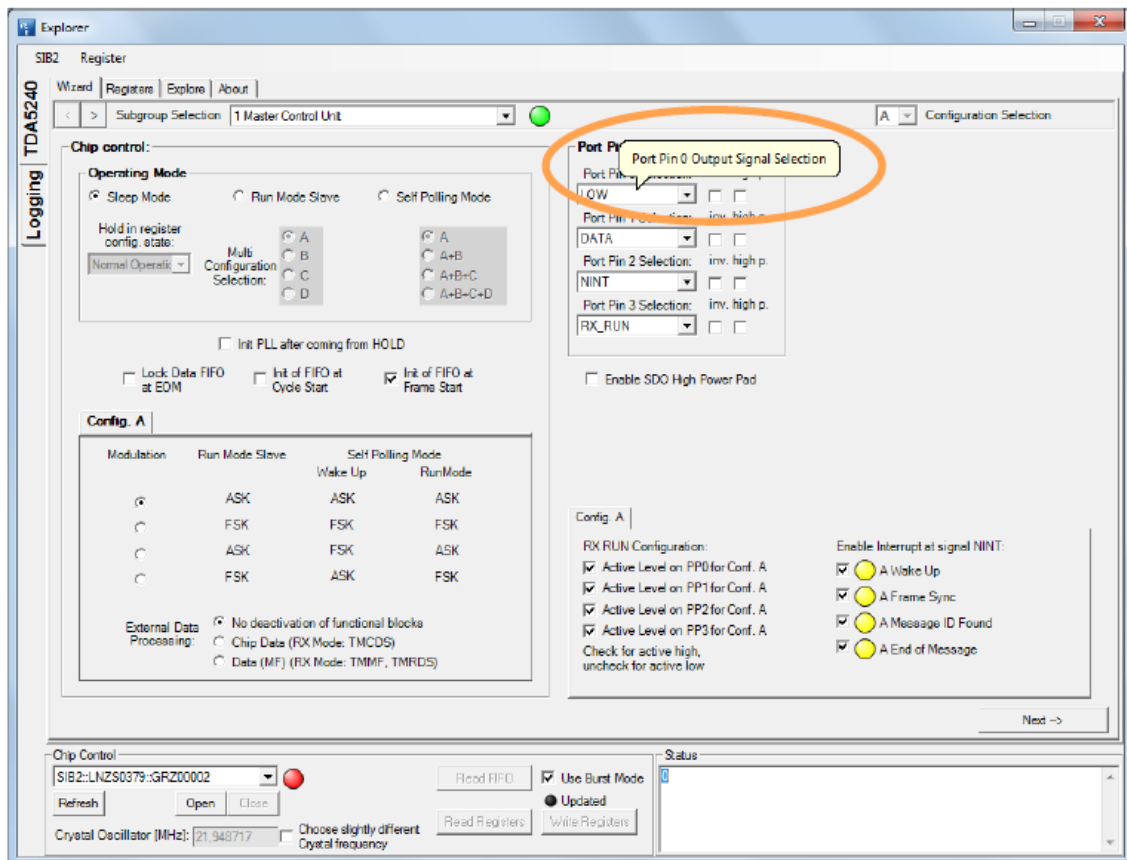 Explorer
SIB2 Register
TDA5240
Logging
Wizard Registers Explore About
< > Subgroup Selection 1 Master Control Unit A Configuration Selection
Chip control:
Operating Mode
Sleep Mode Run Mode Slave Self Polling Mode
Hold in register
config. state:
Normal Operatic
Multi
Configuration
Selection:
A
B
C
D
A
A+B
A+B+C
A+B+C+D
Init PLL after coming from HOLD
Lock Data FIFO
at EOM
Init of FIFO at
Cycle Start
Init of FIFO at
Frame Start
Config. A
Modulation Run Mode Slave Self Polling Mode
Wake Up RunMode
ASK ASK ASK
FSK FSK FSK
ASK FSK FSK
FSK ASK FSK
External Data
Processing:
No deactivation of functional blocks
Chip Data (RX Mode: TMCDS)
Data (MF) (RX Mode: TMMF, TMRDS)
Port Pin 0 Output Signal Selection
LOW
Port Pin 1 Selection: inv. high p.
DATA
Port Pin 2 Selection: inv. high p.
NINT
Port Pin 3 Selection: inv. high p.
RX_RUN
Enable SDO High Power Pad
Config. A
RX RUN Configuration:
Active Level on PP0 for Conf. A
Active Level on PP1 for Conf. A
Active Level on PP2 for Conf. A
Active Level on PP3 for Conf. A
Check for active high,
uncheck for active low
Enable Interrupt at signal NINT:
A Wake Up
A Frame Sync
A Message ID Found
A End of Message
Next -->
Chip Control
SIB2::LNZS0379::GRZ00002
Refresh Open Close
Crystal Oscillator [MHz]: 21,948717
Choose slightly different
Crystal frequency
Read FIFO Use Burst Mode
Updated
Read Registers Write Registers
Status
0